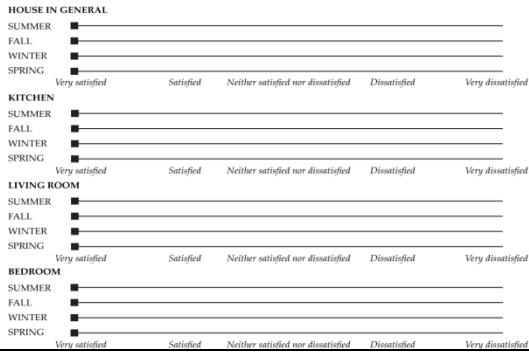 HOUSE IN GENERAL
SUMMER
FALL
WINTER
SPRING
Very satisfied Satisfied Neither satisfied nor dissatisfied Dissatisfied Very dissatisfied
KITCHEN
SUMMER
FALL
WINTER
SPRING
Very satisfied Satisfied Neither satisfied nor dissatisfied Dissatisfied Very dissatisfied
LIVING ROOM
SUMMER
FALL
WINTER
SPRING
Very satisfied Satisfied Neither satisfied nor dissatisfied Dissatisfied Very dissatisfied
BEDROOM
SUMMER
FALL
WINTER
SPRING
Very satisfied Satisfied Neither satisfied nor dissatisfied Dissatisfied Very dissatisfied